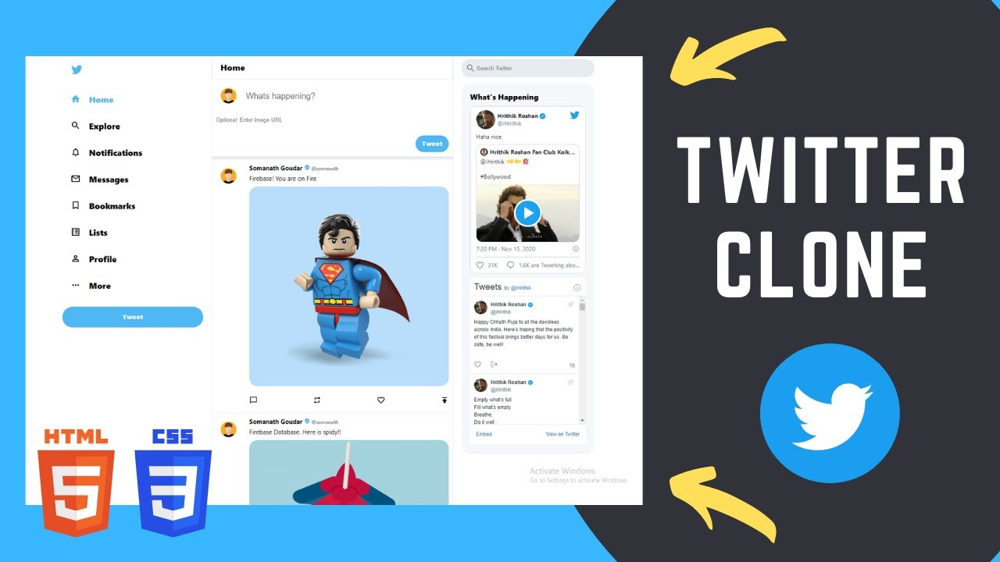 Home
Explore
Notifications
Messages
Bookmarks
Lists
Profile
More
Tweet
HTML
5
CSS
3
Home
Whats happening?
Optional: Enter image URL
Tweet
Somanath Goudar @somanath
Firebase! You are on Fire
Somanath Goudar @somanath
Firebase Database. Here is spidy!!
Search Twitter
What's Happening
Hrithik Roshan
@iHrithik
Haha nice
Hrithik Roshan Fan Club Kolk...
@iHrithik 🤜🤛💥
#Bollywood
7:20 PM - Nov 15, 2020
31K 1.6K are Tweeting abo...
Tweets by @iHrithik
Hrithik Roshan
@iHrithik
Happy Chhath Puja to all the devotees
across India. Here's hoping that the positivity
of this festival brings better days for us. Be
safe, be well!
1h
Hrithik Roshan
@iHrithik
Empty what's full
Fill what's empty
Breathe.
Do it well .
Embed View on Twitter
Activate Windows
Go to Settings to activate Windows.
TWITTER
CLONE